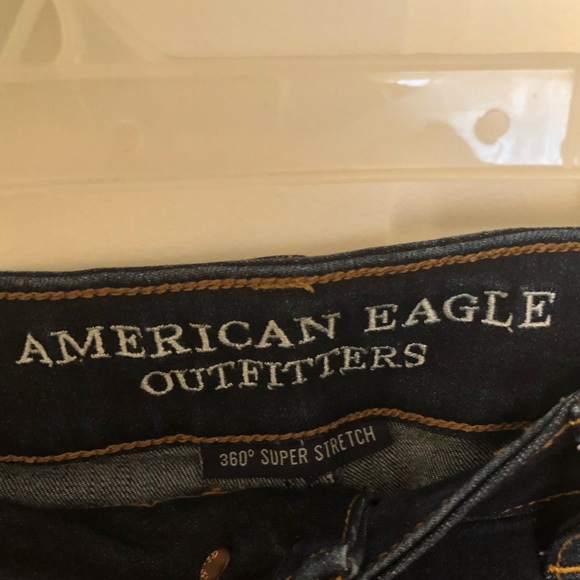 AMERICAN EAGLE
OUTFITTERS
360° SUPER STRETCH